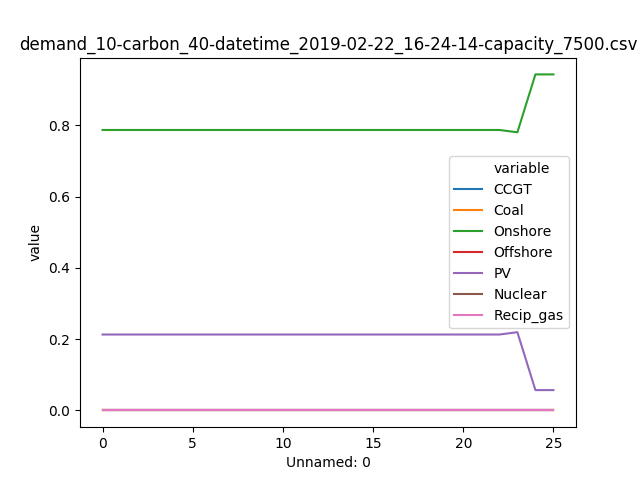 demand_10-carbon_40-datetime_2019-02-22_16-24-14-capacity_7500.csv
value
0.8
0.6
0.4
0.2
0.0
variable
CCGT
Coal
Onshore
Offshore
PV
Nuclear
Recip_gas
0 5 10 15 20 25
Unnamed: 0